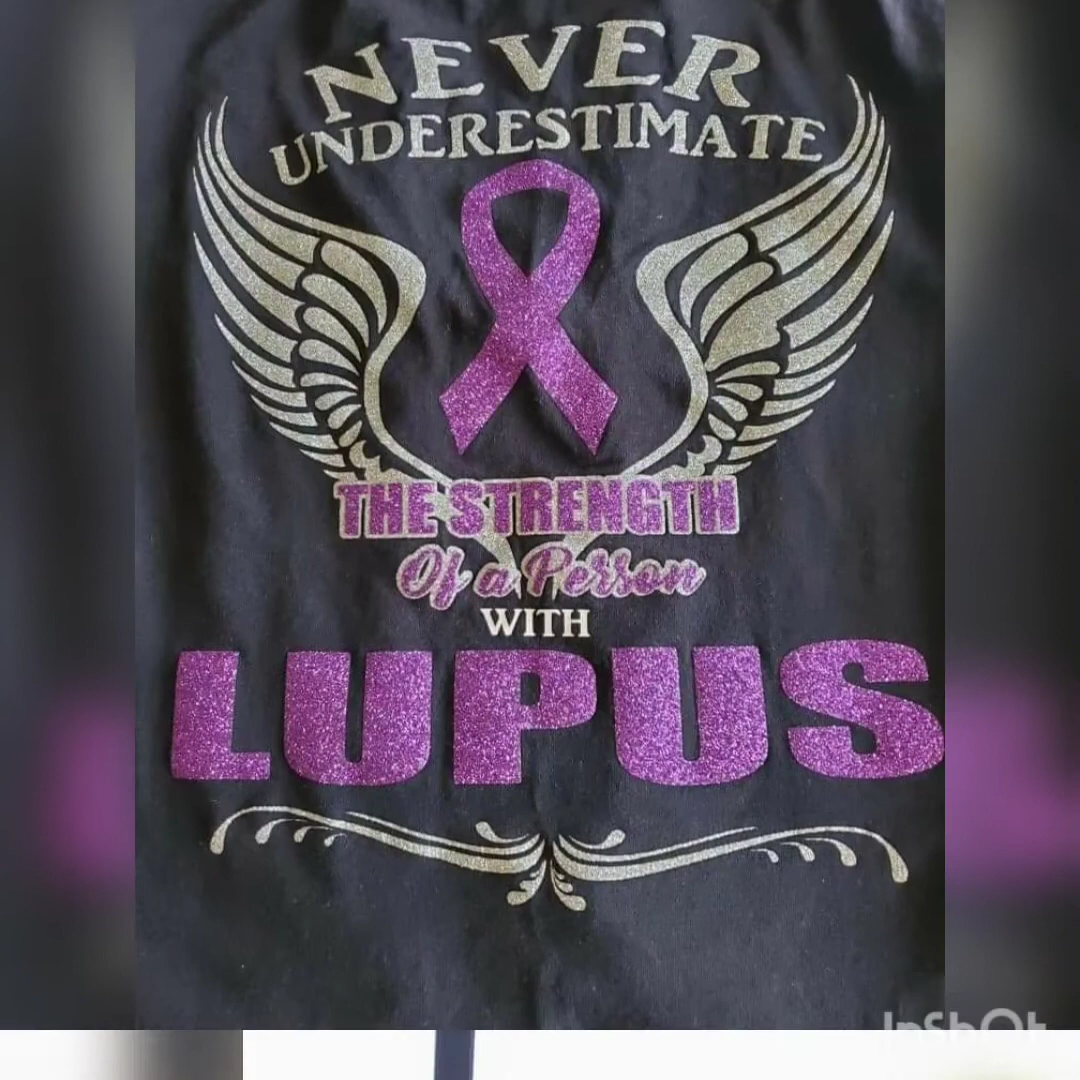 NEVER
UNDERESTIMATE
THE STRENGTH
Of a Person
WITH
LUPUS
InShOt